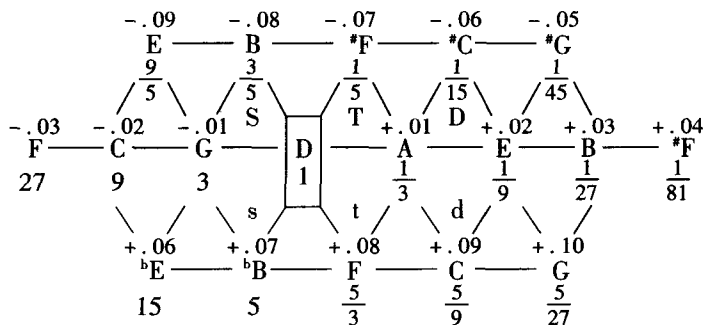 -.09 -.08 -.07 -.06 -.05
E B #F #C #G
9/5 3/5 1/5 1/15 1/45
S T D
-.03 -.02 -.01 +.01 +.02 +.03 +.04
F C G D A E B #F
27 9 3 1 1/3 1/9 1/27 1/81
s t d
+.06 +.07 +.08 +.09 +.10
bE bB F C G
15 5 5/3 5/9 5/27